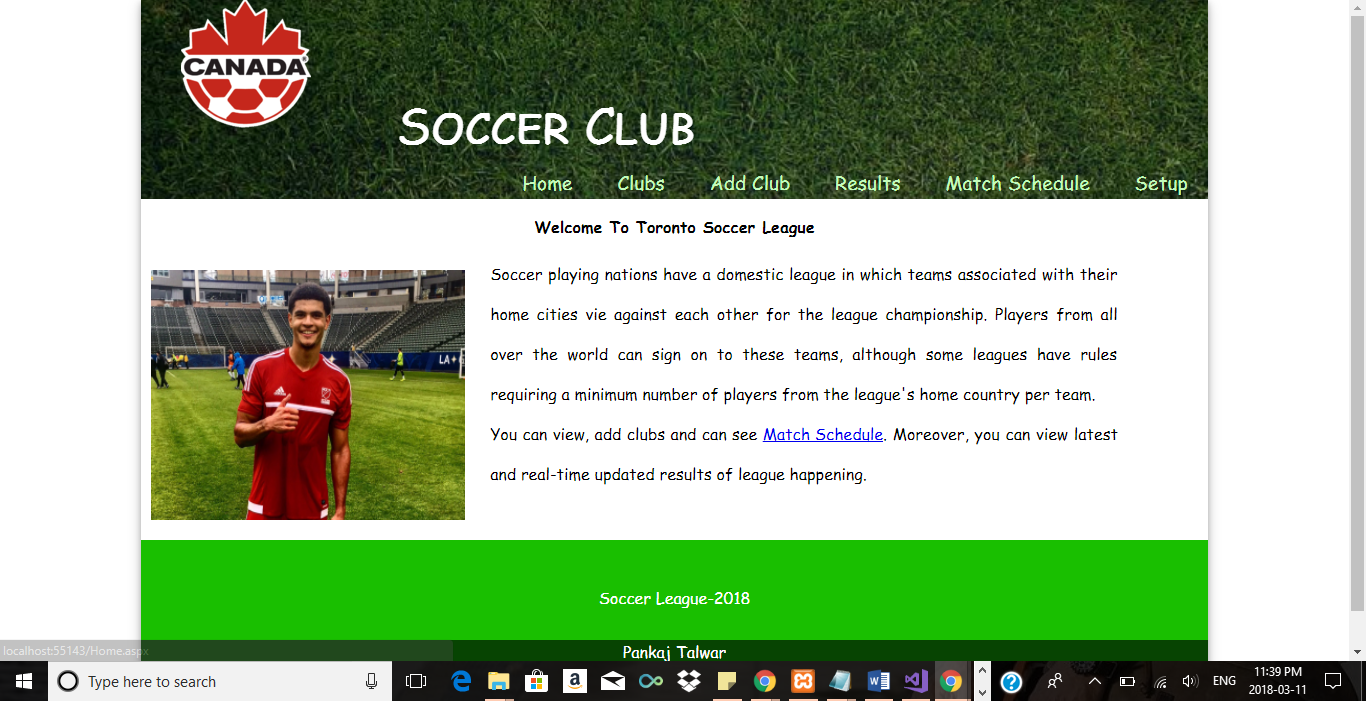 CANADA
SOCCER CLUB
Home Clubs Add Club Results Match Schedule Setup
Welcome To Toronto Soccer League
Soccer playing nations have a domestic league in which teams associated with their
home cities vie against each other for the league championship. Players from all
over the world can sign on to these teams, although some leagues have rules
requiring a minimum number of players from the league's home country per team.
You can view, add clubs and can see Match Schedule. Moreover, you can view latest
and real-time updated results of league happening.
LA
Soccer League-2018
Pankaj Talwar
localhost:55143/Home.aspx
Type here to search
ENG
11:39 PM
2018-03-11